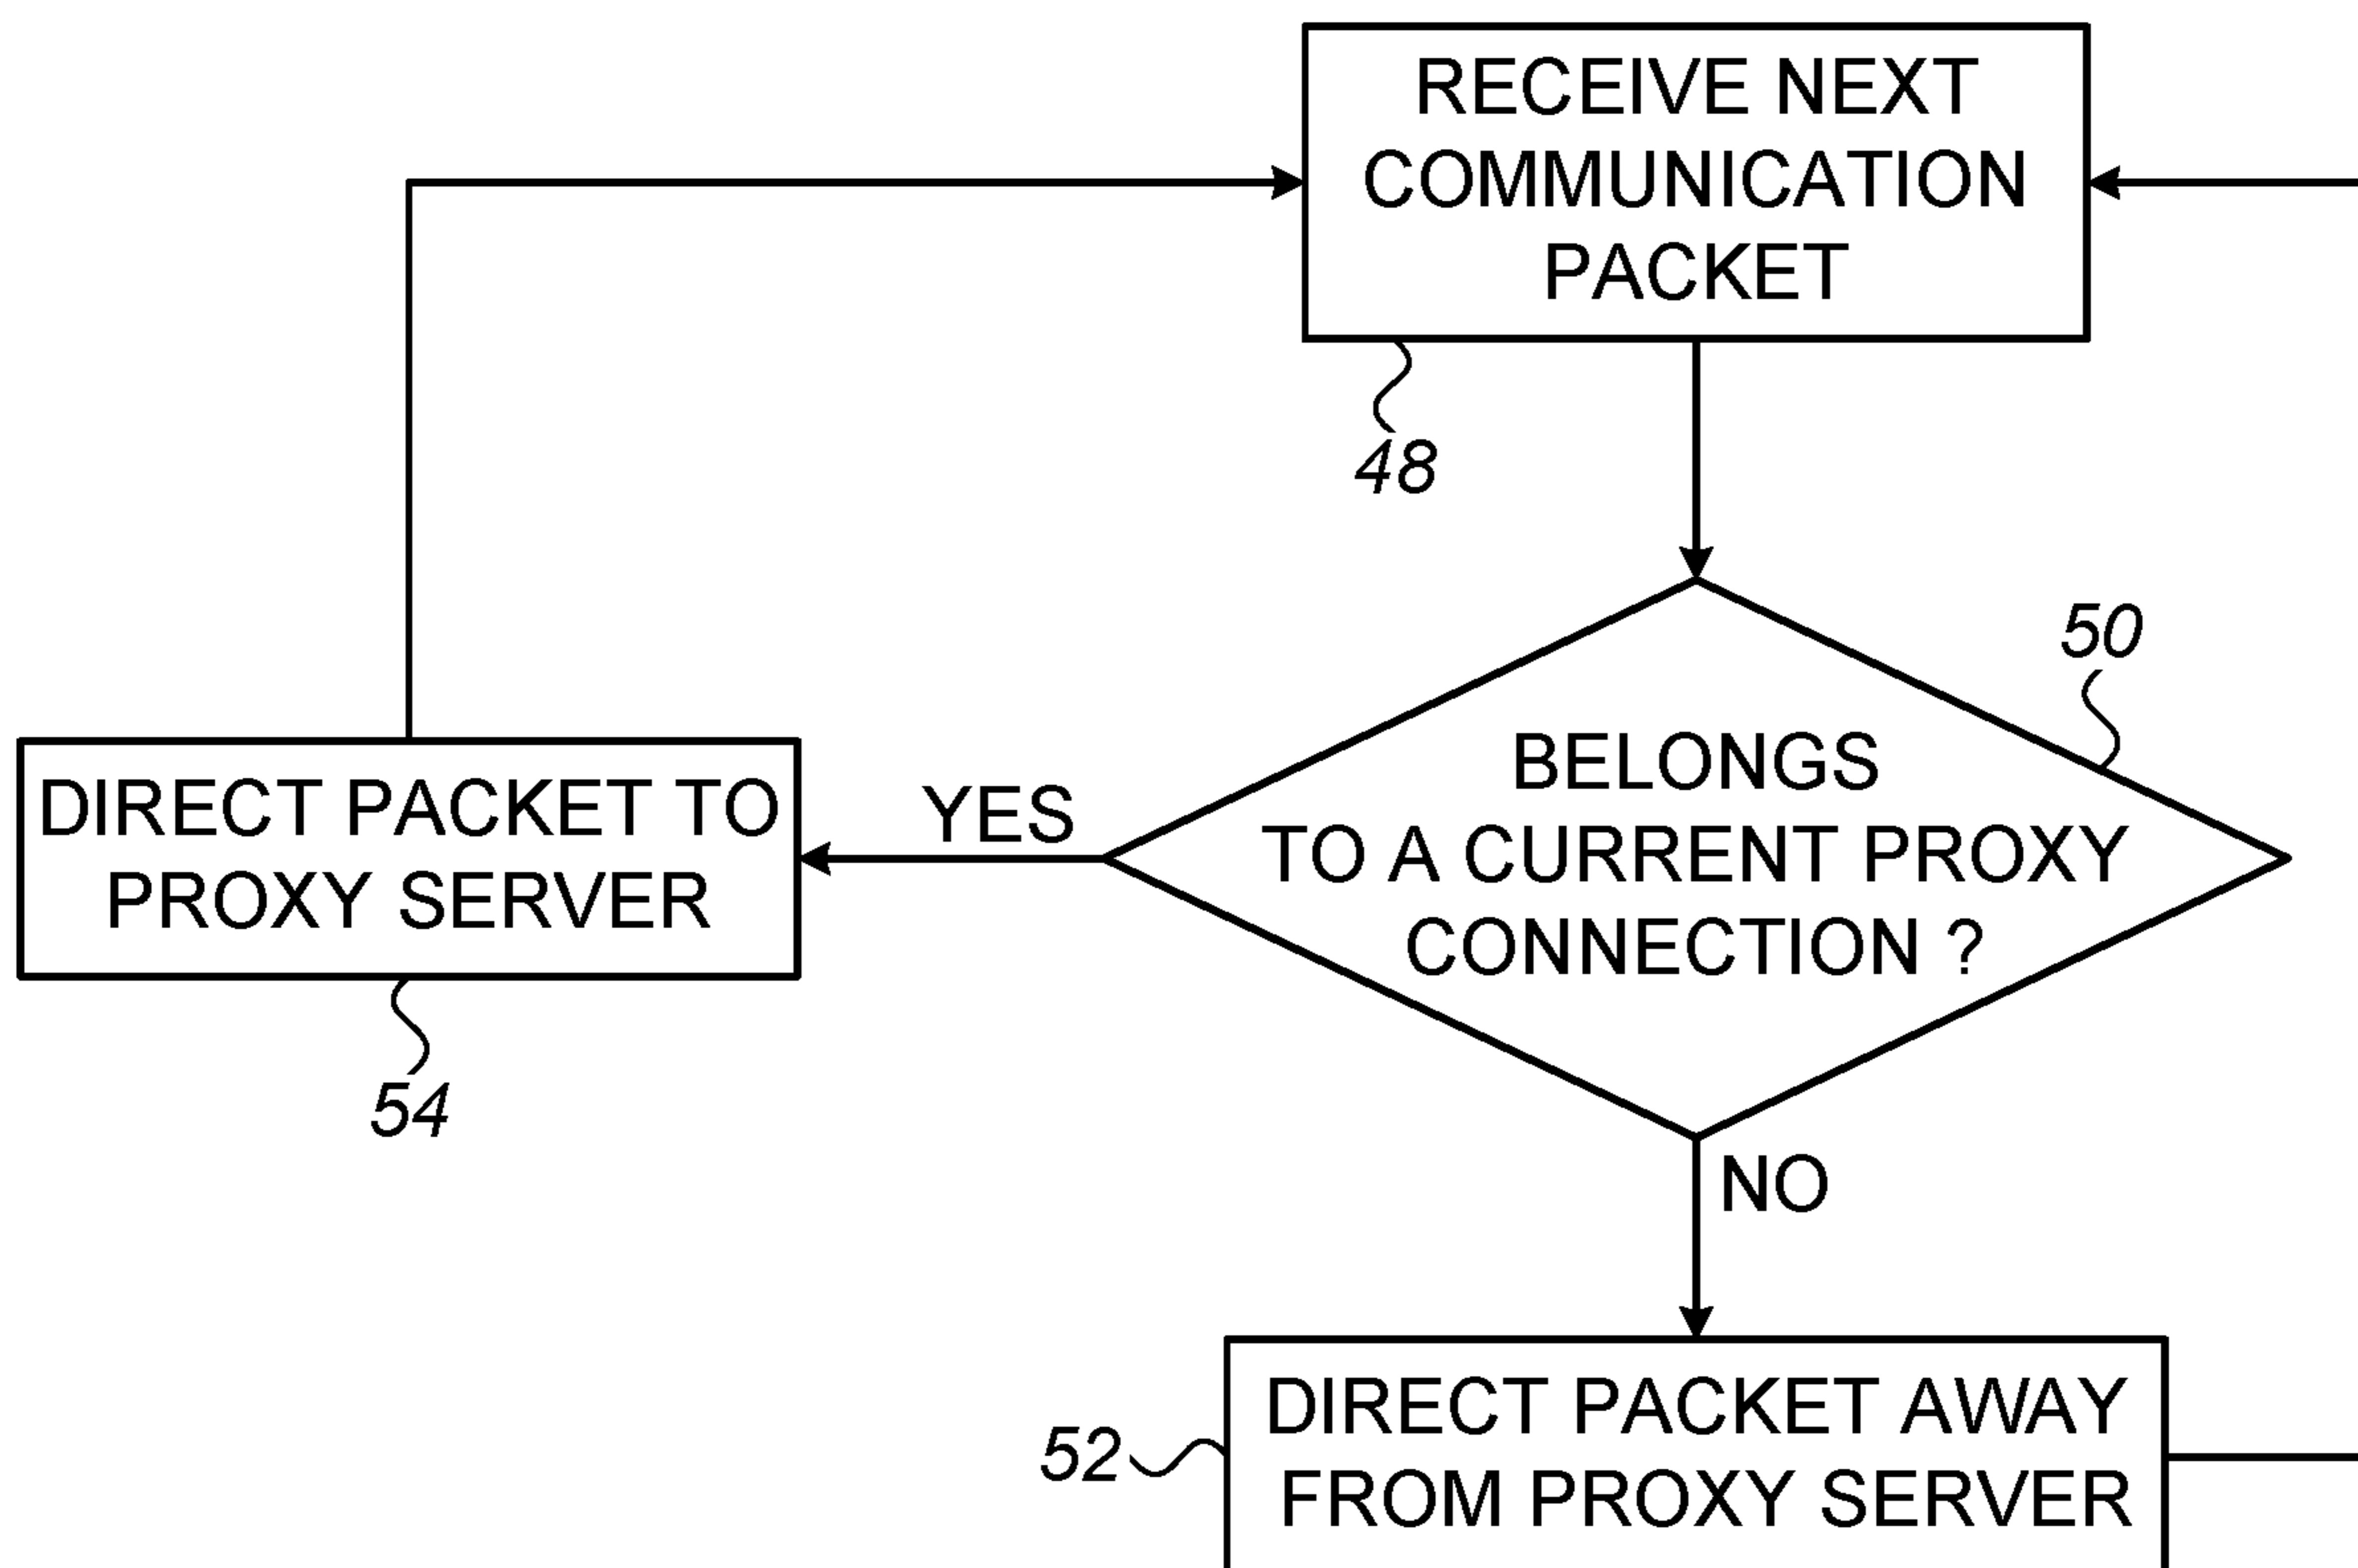 RECEIVE NEXT
COMMUNICATION
PACKET
48
50
BELONGS
TO A CURRENT PROXY
CONNECTION ?
YES
DIRECT PACKET TO
PROXY SERVER
54
NO
52
DIRECT PACKET AWAY
FROM PROXY SERVER